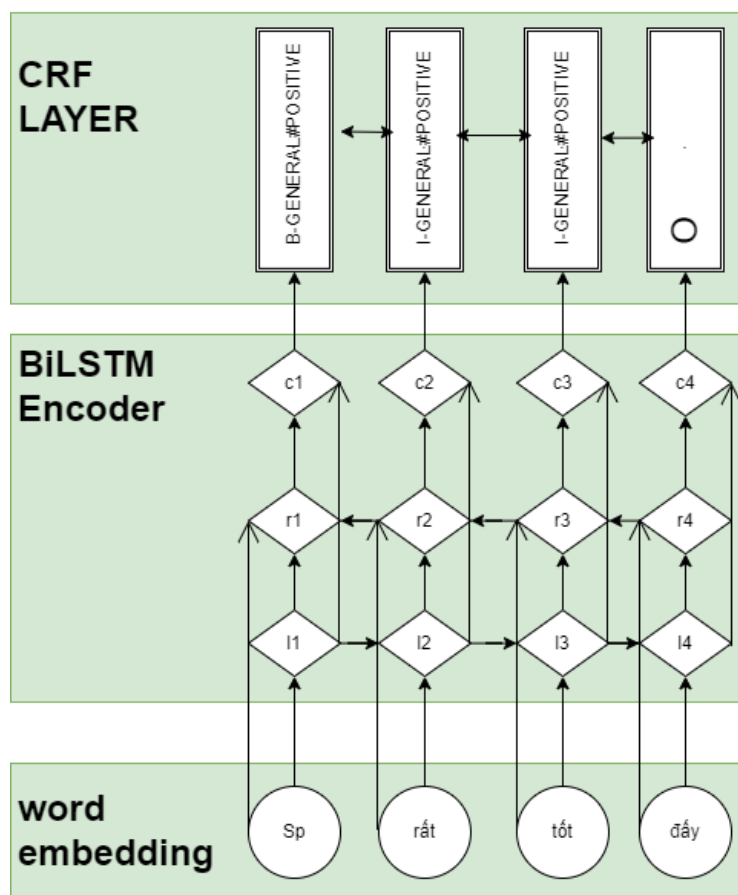 CRF
LAYER
B-GENERAL#POSITIVE
I-GENERAL#POSITIVE
I-GENERAL:#POSITIVE
O
BiLSTM
Encoder
c1
c2
c3
c4
r1
r2
r3
r4
l1
l2
l3
l4
word
embedding
Sp
rất
tốt
đấy